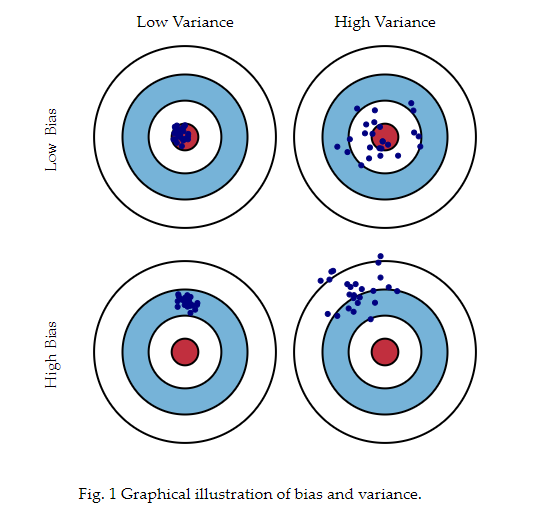 Low Variance
High Variance
Low Bias
High Bias
Fig. 1 Graphical illustration of bias and variance.